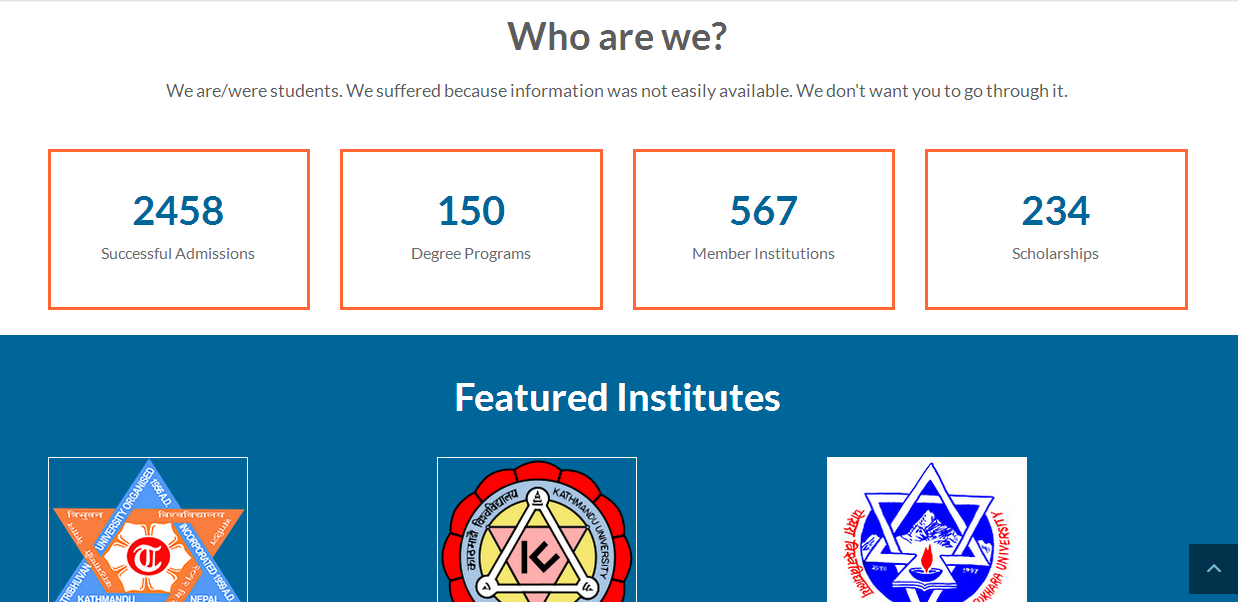 Who are we?
We are/were students. We suffered because information was not easily available. We don't want you to go through it.
2458
Successful Admissions
150
Degree Programs
567
Member Institutions
234
Scholarships
Featured Institutes
त्रिभुवन विश्वविद्यालय
UNIVERSITY ORGANISED 1956 A.D.
INCORPORATED 1959 A.D.
TRIBHUVAN
KATHMANDU
NEPAL
T
काठमाडौं विश्वविद्यालय
KATHMANDU UNIVERSITY
पोखरा विश्वविद्यालय
POKHARA UNIVERSITY
1997